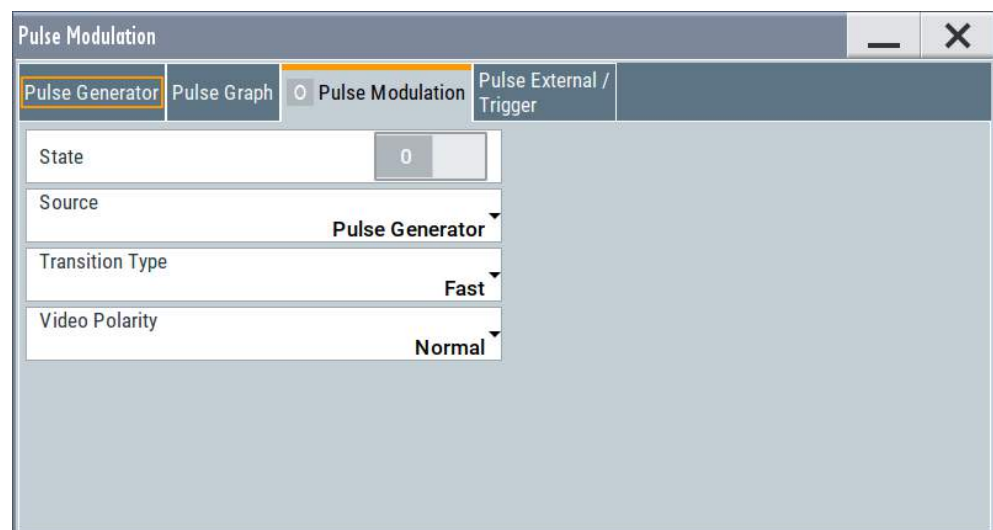 Pulse Modulation
Pulse Generator
Pulse Graph
O Pulse Modulation
Pulse External /
Trigger
State
0
Source
Pulse Generator
Transition Type
Fast
Video Polarity
Normal